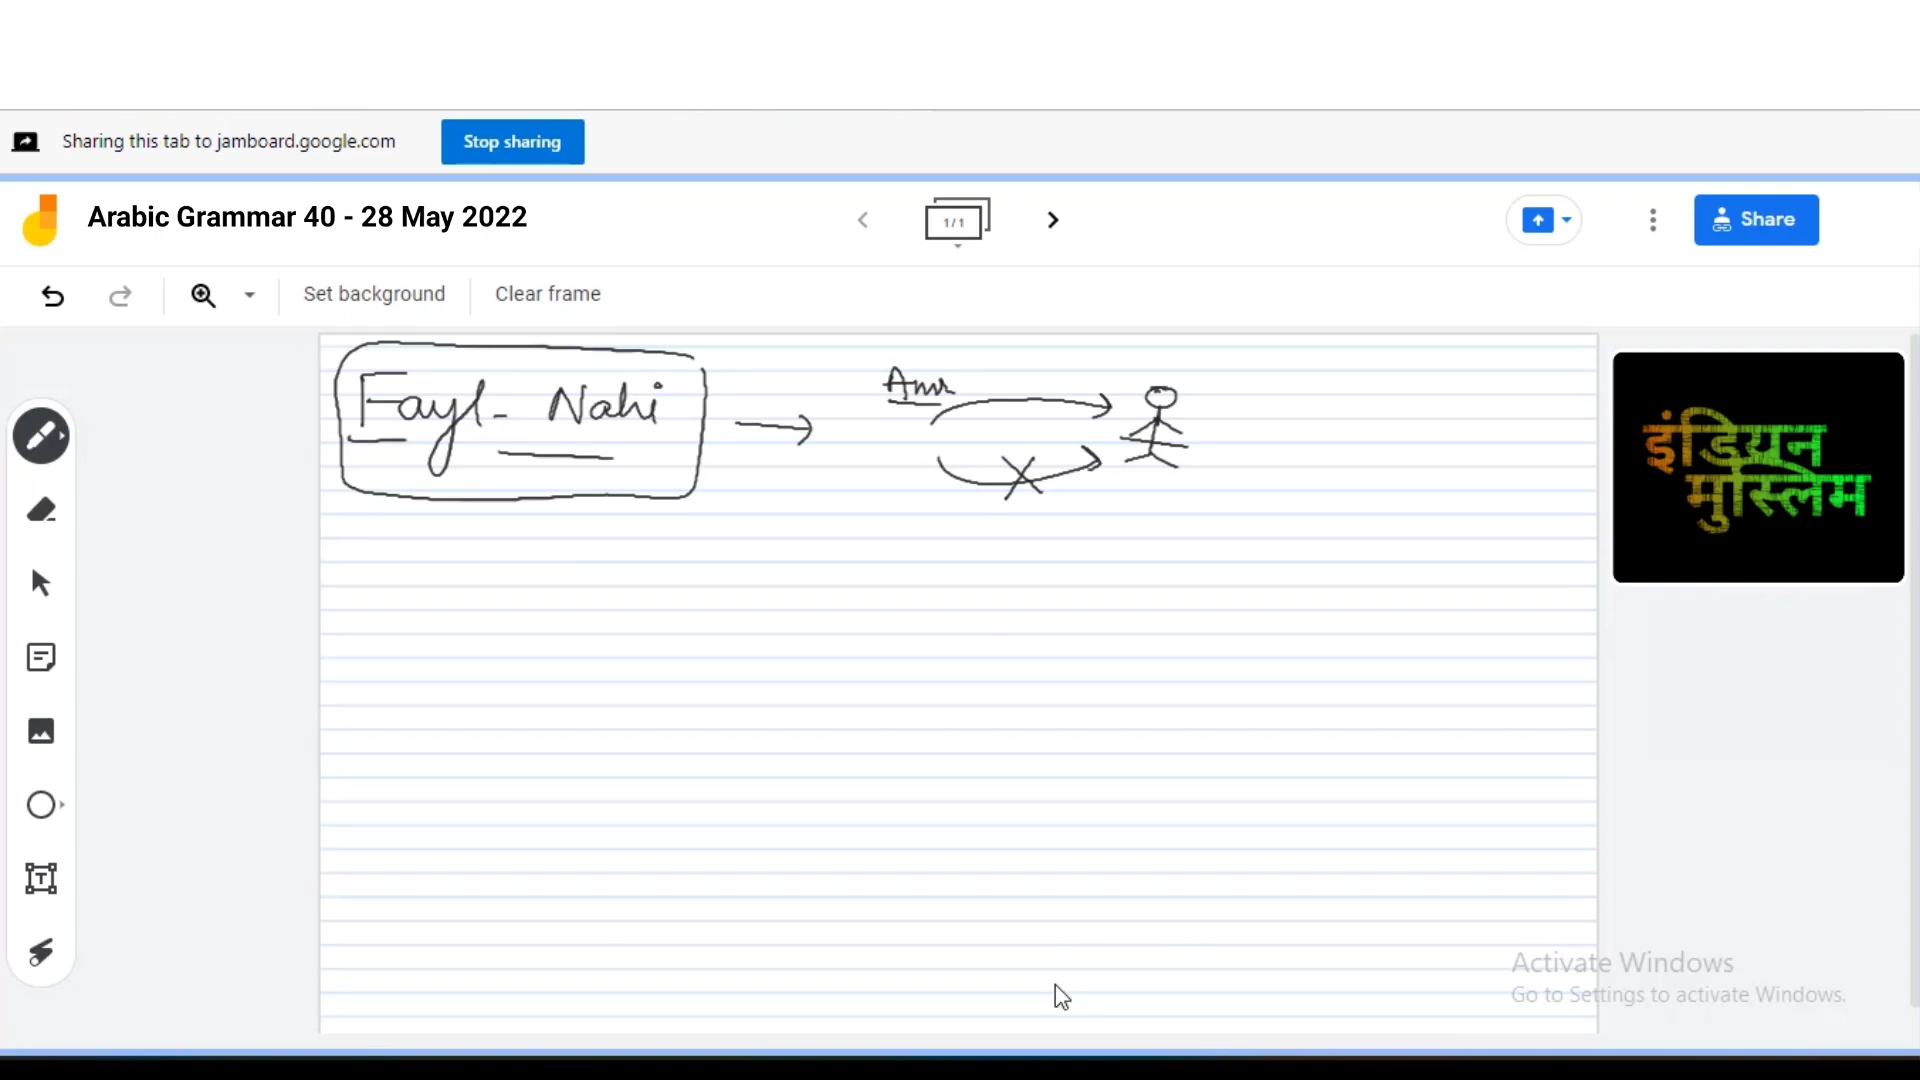 Sharing this tab to jamboard.google.com Stop sharing
Arabic Grammar 40 - 28 May 2022
1/1
Share
Set background Clear frame
Fayl- Nahi
Amr
इंडियन
मुस्लिम
Activate Windows
Go to Settings to activate Windows.